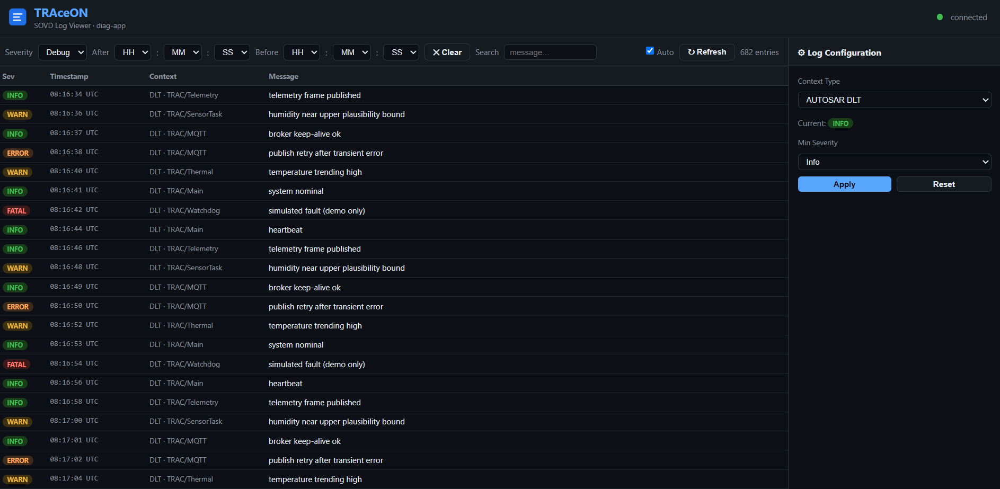 TRAceON
SOVD Log Viewer · diag-app
connected
Severity Debug After HH : MM : SS Before HH : MM : SS ✕ Clear Search message... Auto ↻ Refresh 682 entries
⚙ Log Configuration
Sev Timestamp Context Message
INFO 08:16:34 UTC DLT · TRAC/Telemetry telemetry frame published
WARN 08:16:36 UTC DLT · TRAC/SensorTask humidity near upper plausibility bound
INFO 08:16:37 UTC DLT · TRAC/MQTT broker keep-alive ok
ERROR 08:16:38 UTC DLT · TRAC/MQTT publish retry after transient error
WARN 08:16:40 UTC DLT · TRAC/Thermal temperature trending high
INFO 08:16:41 UTC DLT · TRAC/Main system nominal
FATAL 08:16:42 UTC DLT · TRAC/Watchdog simulated fault (demo only)
INFO 08:16:44 UTC DLT · TRAC/Main heartbeat
INFO 08:16:46 UTC DLT · TRAC/Telemetry telemetry frame published
WARN 08:16:48 UTC DLT · TRAC/SensorTask humidity near upper plausibility bound
INFO 08:16:49 UTC DLT · TRAC/MQTT broker keep-alive ok
ERROR 08:16:50 UTC DLT · TRAC/MQTT publish retry after transient error
WARN 08:16:52 UTC DLT · TRAC/Thermal temperature trending high
INFO 08:16:53 UTC DLT · TRAC/Main system nominal
FATAL 08:16:54 UTC DLT · TRAC/Watchdog simulated fault (demo only)
INFO 08:16:56 UTC DLT · TRAC/Main heartbeat
INFO 08:16:58 UTC DLT · TRAC/Telemetry telemetry frame published
WARN 08:17:00 UTC DLT · TRAC/SensorTask humidity near upper plausibility bound
INFO 08:17:01 UTC DLT · TRAC/MQTT broker keep-alive ok
ERROR 08:17:02 UTC DLT · TRAC/MQTT publish retry after transient error
WARN 08:17:04 UTC DLT · TRAC/Thermal temperature trending high
Context Type
AUTOSAR DLT
Current: INFO
Min Severity
Info
Apply Reset